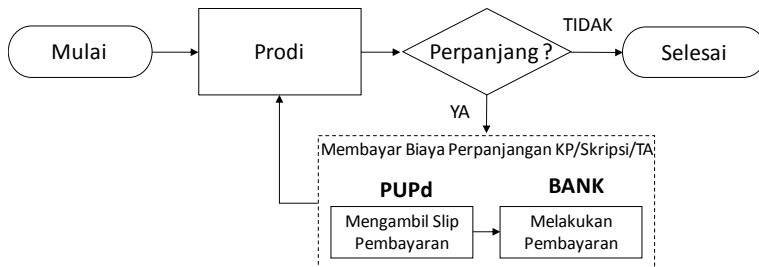 Mulai
Prodi
Perpanjang ?
TIDAK
Selesai
YA
Membayar Biaya Perpanjangan KP/Skripsi/TA
PUPd
BANK
Mengambil Slip
Pembayaran
Melakukan
Pembayaran